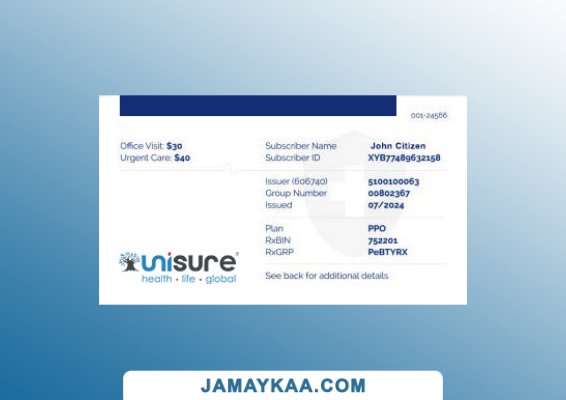 001-24566
Office Visit: $30
Urgent Care: $40
Subscriber Name John Citizen
Subscriber ID XYB77489632158
Issuer (606740) 5100100063
Group Number 00802367
Issued 07/2024
Plan PPO
RxBIN 752201
RxGRP PeBTYRX
See back for additional details
unisure
health • life • global
JAMAYKAA.COM